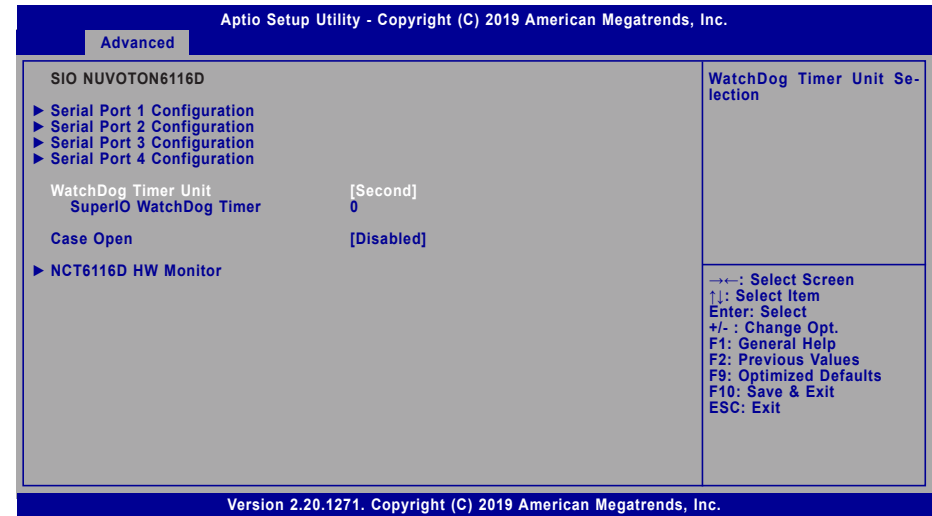 Aptio Setup Utility - Copyright (C) 2019 American Megatrends, Inc.
Advanced
SIO NUVOTON6116D
► Serial Port 1 Configuration
► Serial Port 2 Configuration
► Serial Port 3 Configuration
► Serial Port 4 Configuration
WatchDog Timer Unit [Second]
SuperIO WatchDog Timer 0
Case Open [Disabled]
► NCT6116D HW Monitor
WatchDog Timer Unit Se-
lection
→←: Select Screen
↑↓: Select Item
Enter: Select
+/- : Change Opt.
F1: General Help
F2: Previous Values
F9: Optimized Defaults
F10: Save & Exit
ESC: Exit
Version 2.20.1271. Copyright (C) 2019 American Megatrends, Inc.